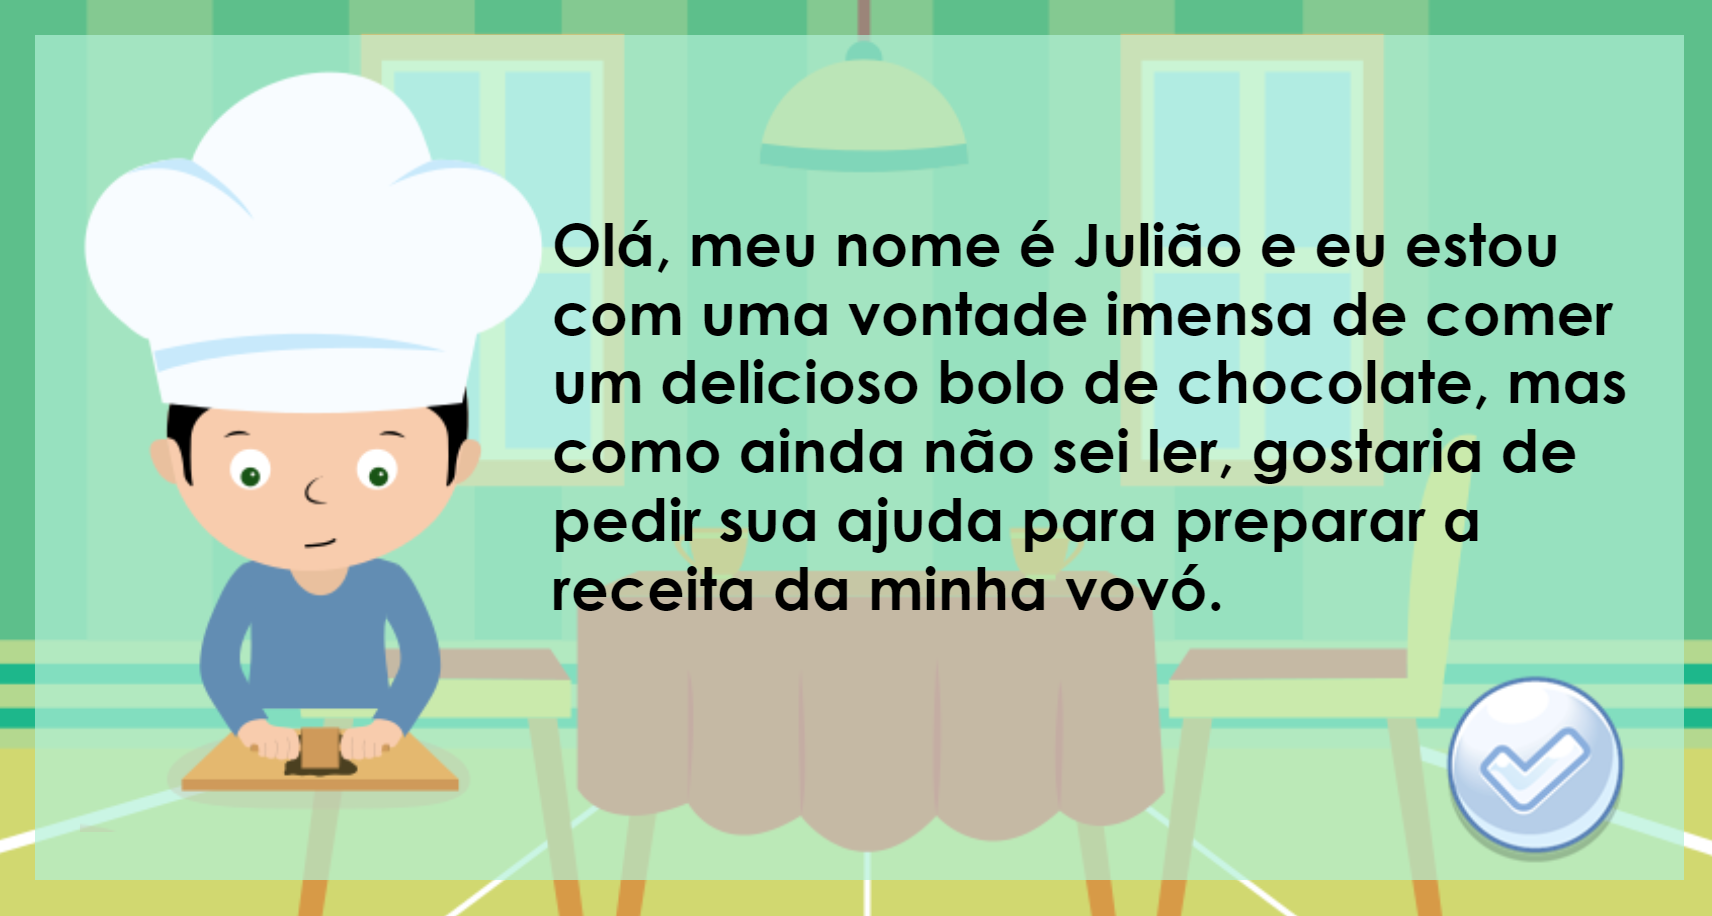 Olá, meu nome é Julião e eu estou
com uma vontade imensa de comer
um delicioso bolo de chocolate, mas
como ainda não sei ler, gostaria de
pedir sua ajuda para preparar a
receita da minha vovó.